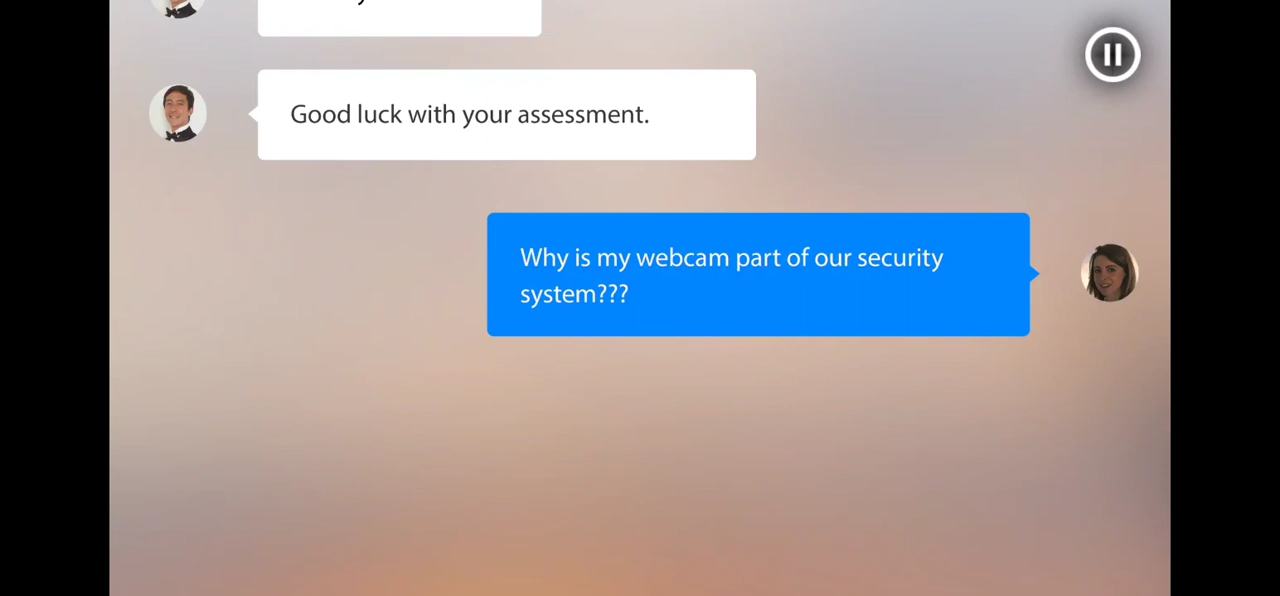 Good luck with your assessment.
Why is my webcam part of our security
system???